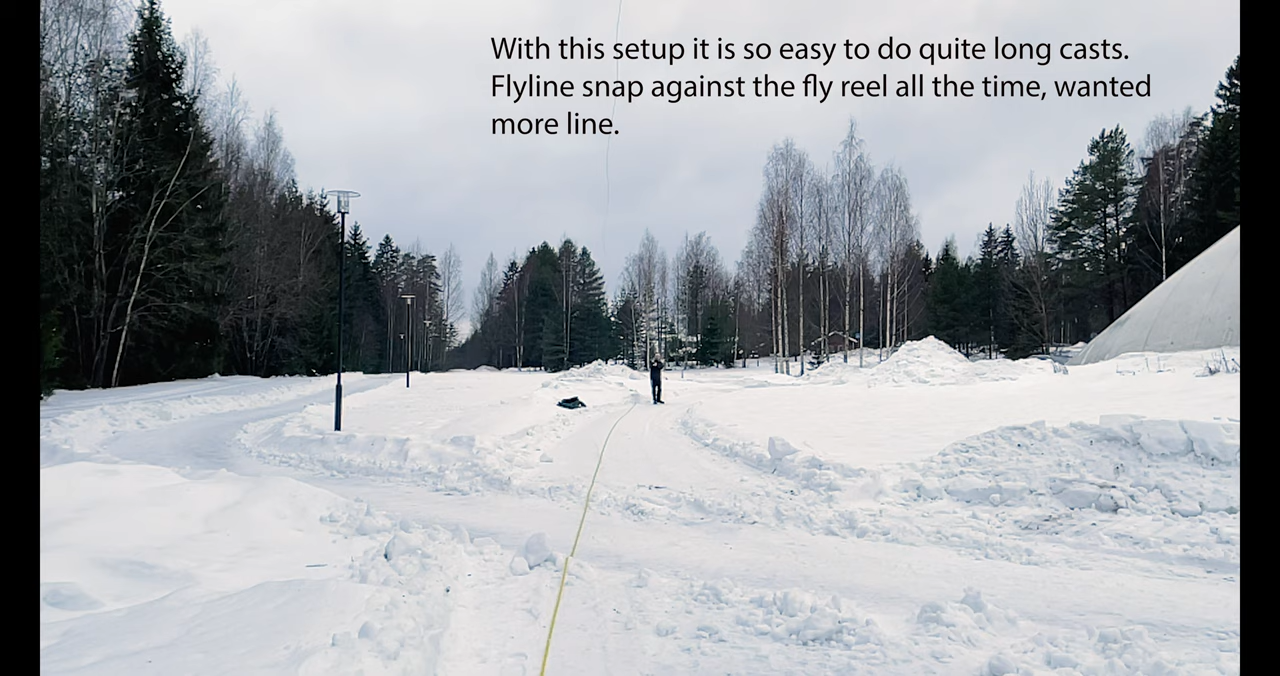 With this setup it is so easy to do quite long casts.
Flyline snap against the fly reel all the time, wanted
more line.